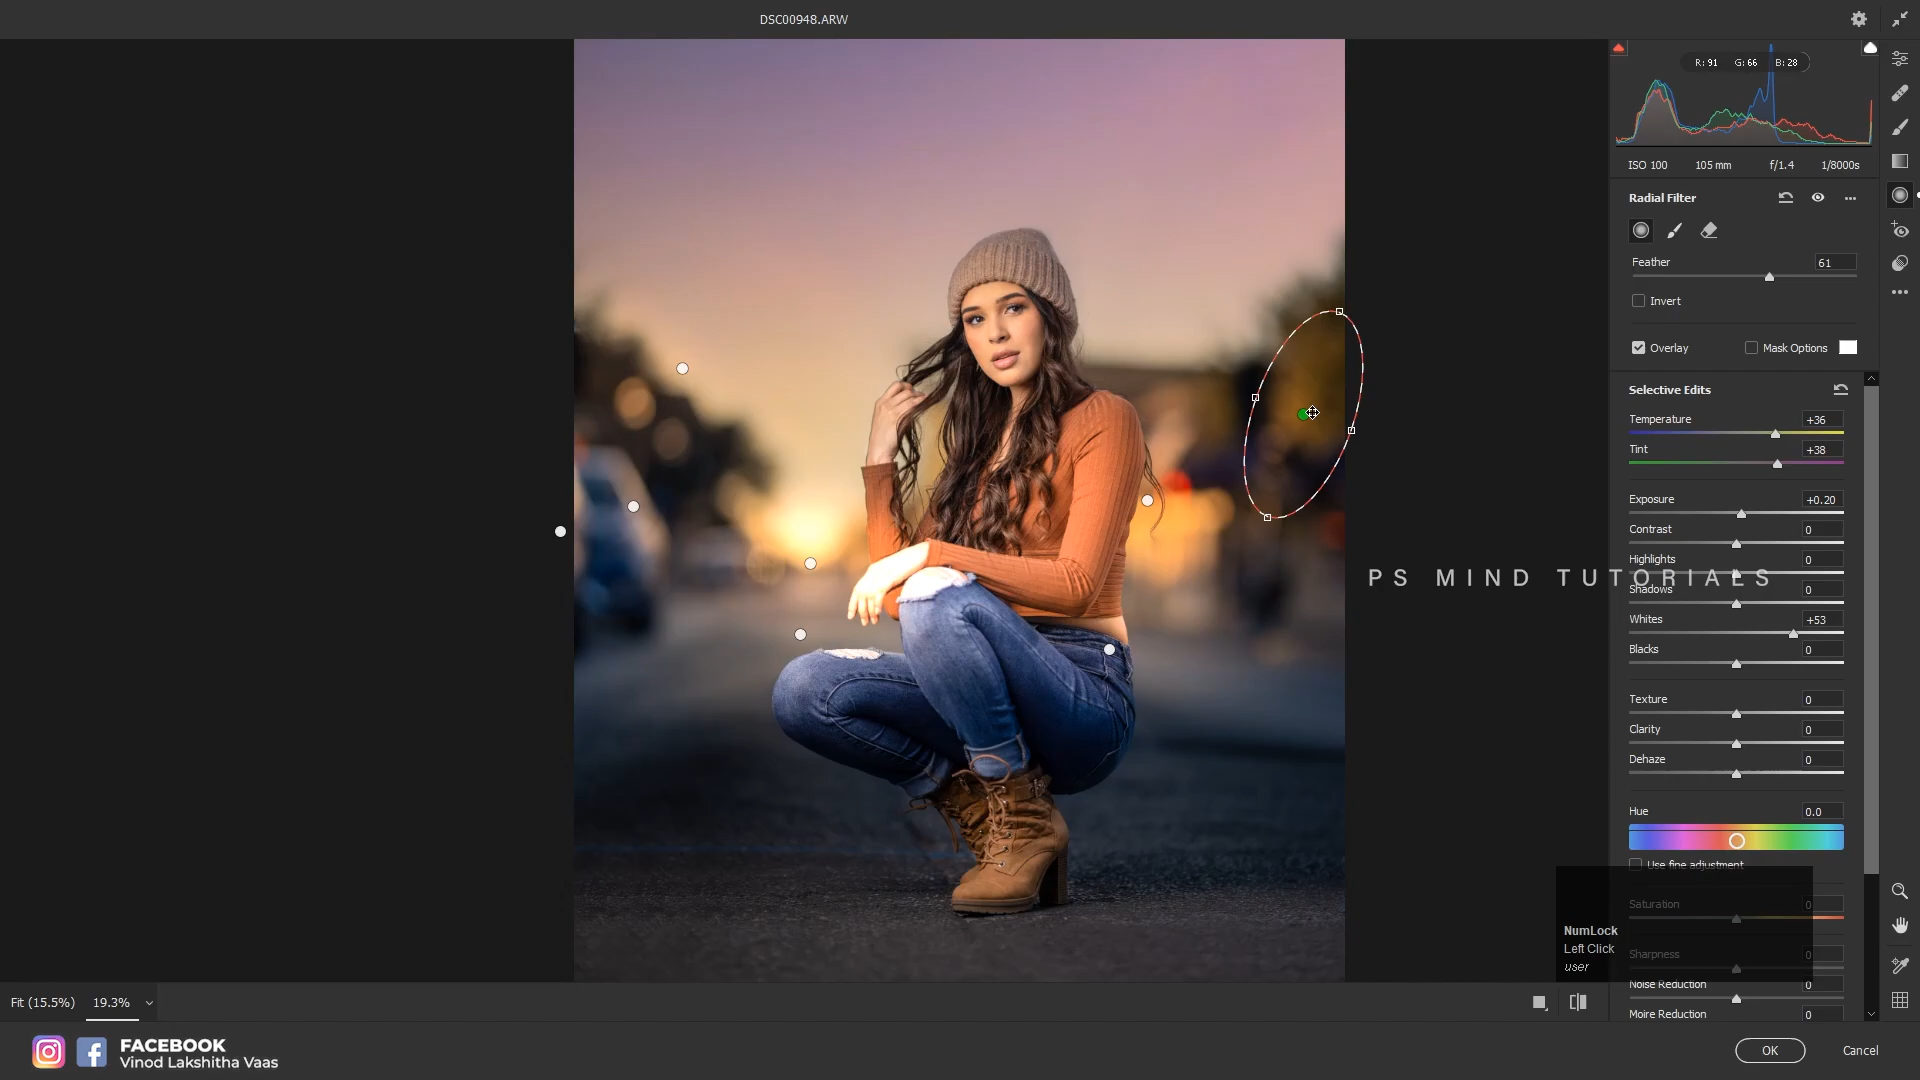 DSC00948.ARW
R: 91 G: 66 B: 28
ISO 100 105 mm f/1.4 1/8000s
Radial Filter
Feather 61
Invert
Overlay Mask Options
Selective Edits
Temperature +36
Tint +38
Exposure +0.20
Contrast 0
Highlights 0
PS MIND TUTORIALS
Shadows 0
Whites +53
Blacks 0
Texture 0
Clarity 0
Dehaze 0
Hue 0.0
Use fine adjustment
Saturation 0
NumLock
Left Click
Sharpness 0
user
Noise Reduction 0
Moire Reduction 0
Fit (15.5%) 19.3%
FACEBOOK
Vinod Lakshitha Vaas
OK Cancel